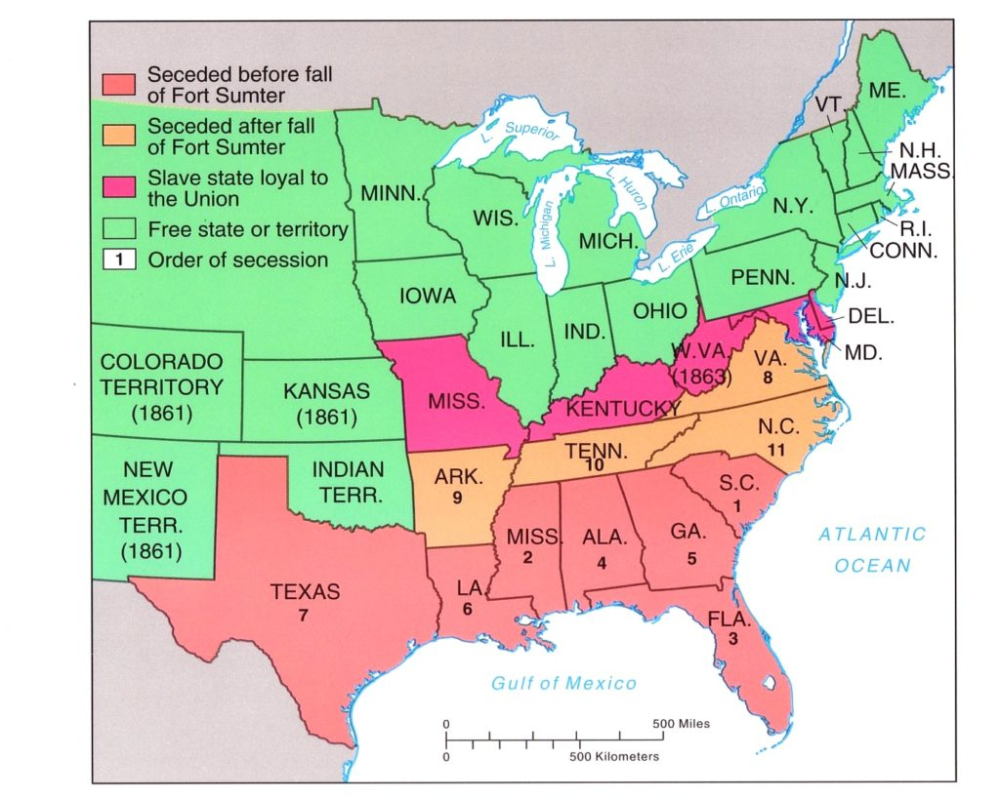 Seceded before fall
of Fort Sumter
Seceded after fall
of Fort Sumter
Slave state loyal to
the Union
Free state or territory
1 Order of secession
MINN.
WIS.
L. Superior
L. Michigan
L. Huron
MICH.
L. Ontario
L. Erie
VT.
ME.
N.H.
MASS.
N.Y.
R.I.
CONN.
PENN.
N.J.
IOWA
ILL.
IND.
OHIO
DEL.
MD.
W.VA.
(1863)
VA.
8
COLORADO
TERRITORY
(1861)
KANSAS
(1861)
MISS.
KENTUCKY
N.C.
11
TENN.
10
NEW
MEXICO
TERR.
(1861)
INDIAN
TERR.
ARK.
9
S.C.
1
MISS.
2
ALA.
4
GA.
5
ATLANTIC
OCEAN
TEXAS
7
LA.
6
FLA.
3
Gulf of Mexico
0 500 Miles
0 500 Kilometers